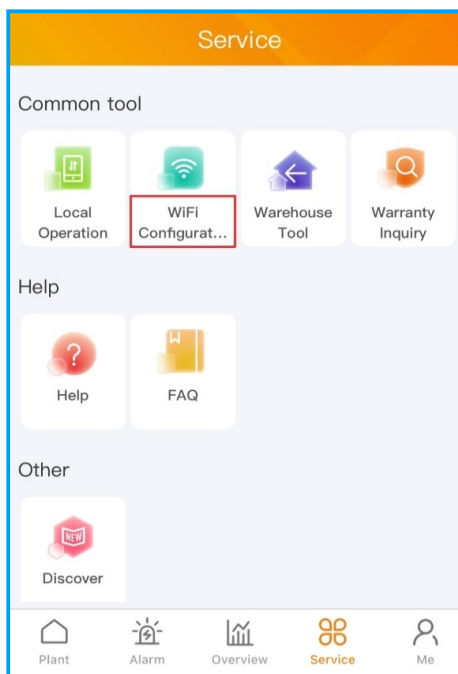 Service
Common tool
Local
Operation
WiFi
Configurat...
Warehouse
Tool
Warranty
Inquiry
Help
?
Help
FAQ
Other
NEW
Discover
Plant
Alarm
Overview
Service
Me